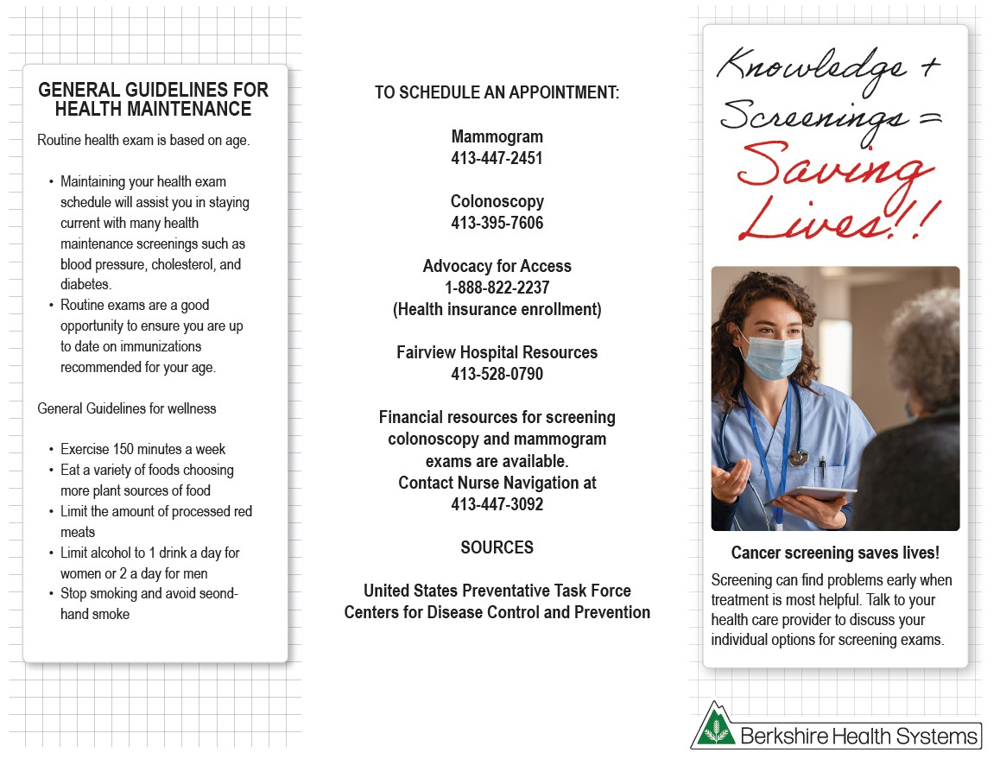 GENERAL GUIDELINES FOR
HEALTH MAINTENANCE
Routine health exam is based on age.
• Maintaining your health exam
schedule will assist you in staying
current with many health
maintenance screenings such as
blood pressure, cholesterol, and
diabetes.
• Routine exams are a good
opportunity to ensure you are up
to date on immunizations
recommended for your age.
General Guidelines for wellness
• Exercise 150 minutes a week
• Eat a variety of foods choosing
more plant sources of food
• Limit the amount of processed red
meats
• Limit alcohol to 1 drink a day for
women or 2 a day for men
• Stop smoking and avoid seond-
hand smoke
TO SCHEDULE AN APPOINTMENT:
Mammogram
413-447-2451
Colonoscopy
413-395-7606
Advocacy for Access
1-888-822-2237
(Health insurance enrollment)
Fairview Hospital Resources
413-528-0790
Financial resources for screening
colonoscopy and mammogram
exams are available.
Contact Nurse Navigation at
413-447-3092
SOURCES
United States Preventative Task Force
Centers for Disease Control and Prevention
Knowledge +
Screenings =
Saving
Lives!!
Cancer screening saves lives!
Screening can find problems early when
treatment is most helpful. Talk to your
health care provider to discuss your
individual options for screening exams.
Berkshire Health Systems